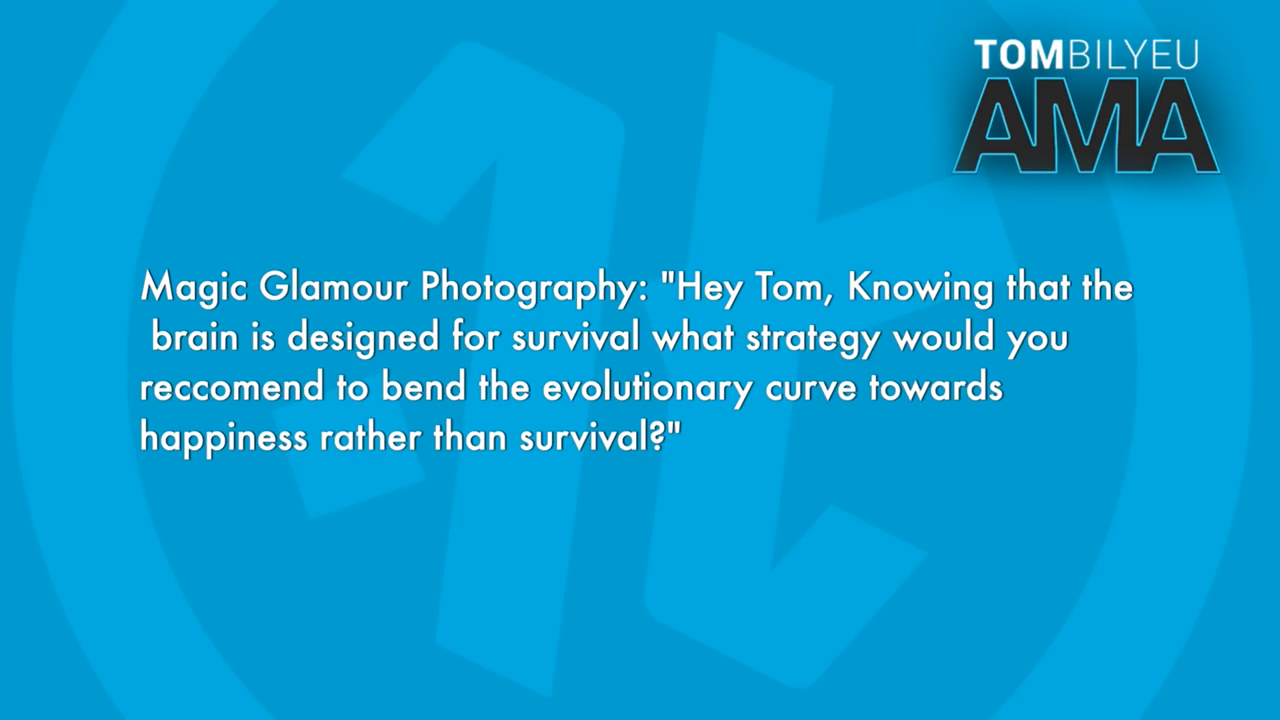 TOMBILYEU
AMA
Magic Glamour Photography: "Hey Tom, Knowing that the
brain is designed for survival what strategy would you
reccomend to bend the evolutionary curve towards
happiness rather than survival?"